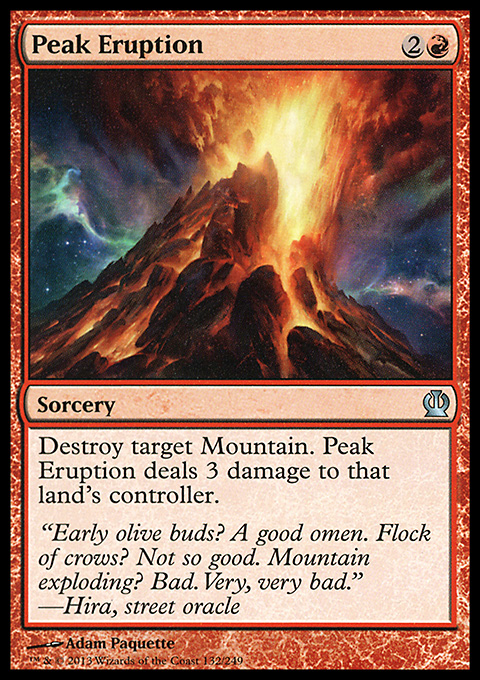 Peak Eruption 2
Sorcery
Destroy target Mountain. Peak
Eruption deals 3 damage to that
land's controller.
“Early olive buds? A good omen. Flock
of crows? Not so good. Mountain
exploding? Bad. Very, very bad.”
—Hira, street oracle
Adam Paquette
™ & © 2013 Wizards of the Coast 132/249